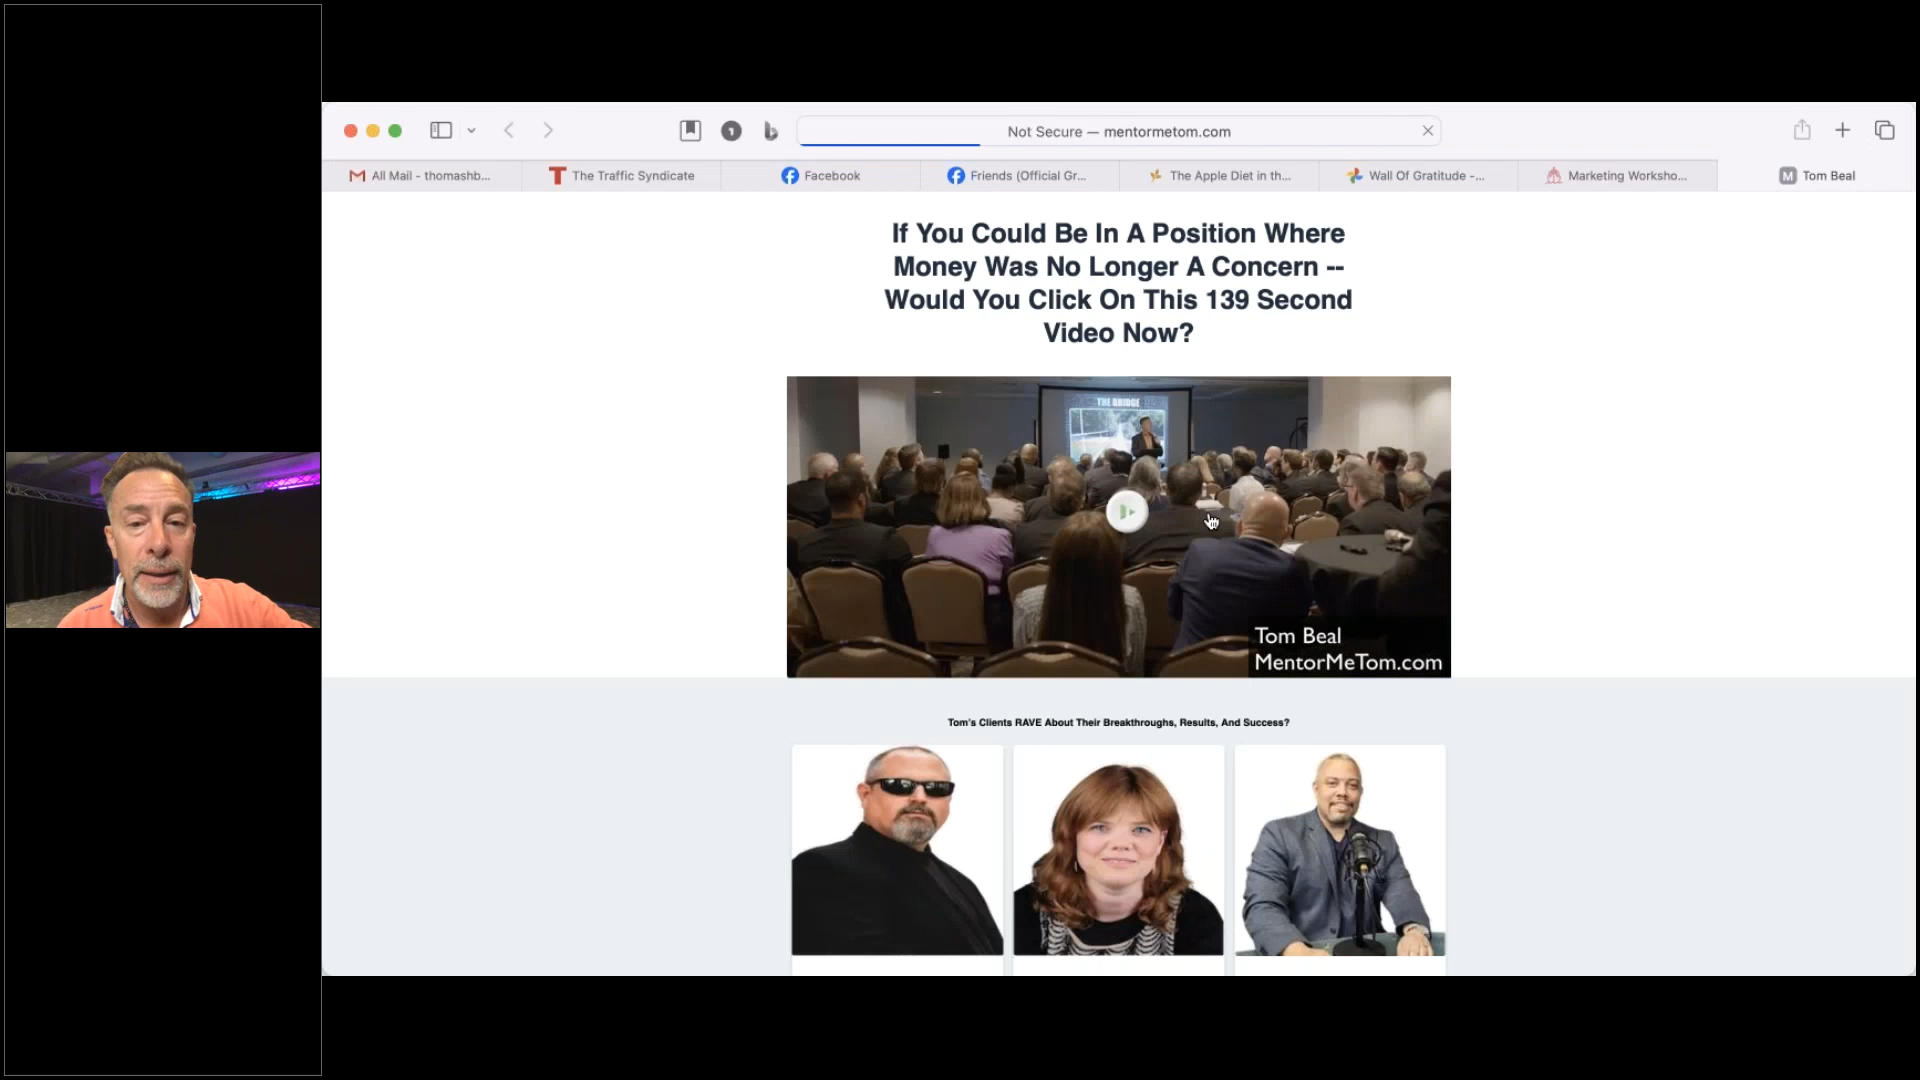 Not Secure — mentormetom.com
All Mail - thomashb...
The Traffic Syndicate
Facebook
Friends (Official Gr...
The Apple Diet in th...
Wall Of Gratitude -...
Marketing Worksho...
M Tom Beal
If You Could Be In A Position Where
Money Was No Longer A Concern --
Would You Click On This 139 Second
Video Now?
THE BRIDGE
Tom Beal
MentorMeTom.com
Tom's Clients RAVE About Their Breakthroughs, Results, And Success?